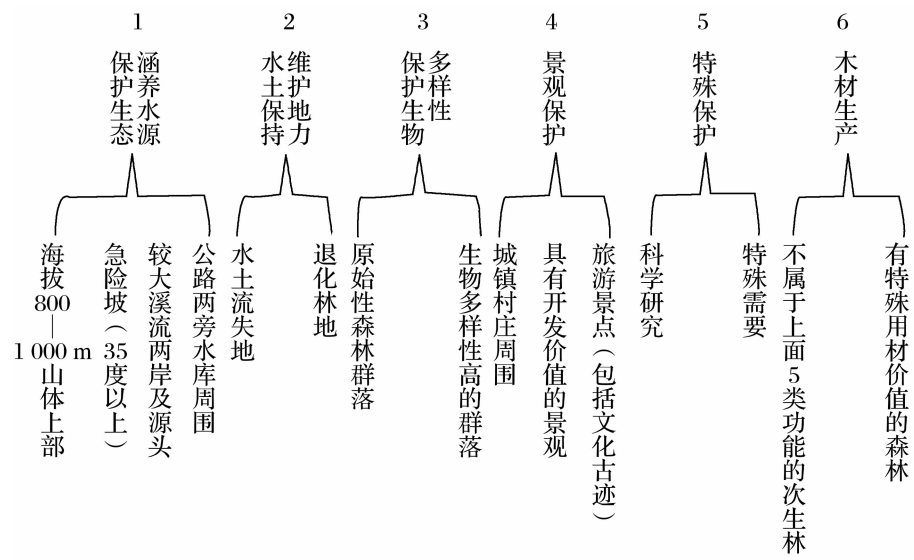 1
保护生态
涵养水源
海拔800—1 000 m山体上部
急险坡（35度以上）
较大溪流两岸及源头
公路两旁水库周围
2
水土保持
维护地力
水土流失地
退化林地
3
保护生物
多样性
原始性森林群落
生物多样性高的群落
4
景观保护
城镇村庄周围
具有开发价值的景观
旅游景点（包括文化古迹）
5
特殊保护
科学研究
特殊需要
6
木材生产
不属于上面5类功能的次生林
有特殊用材价值的森林